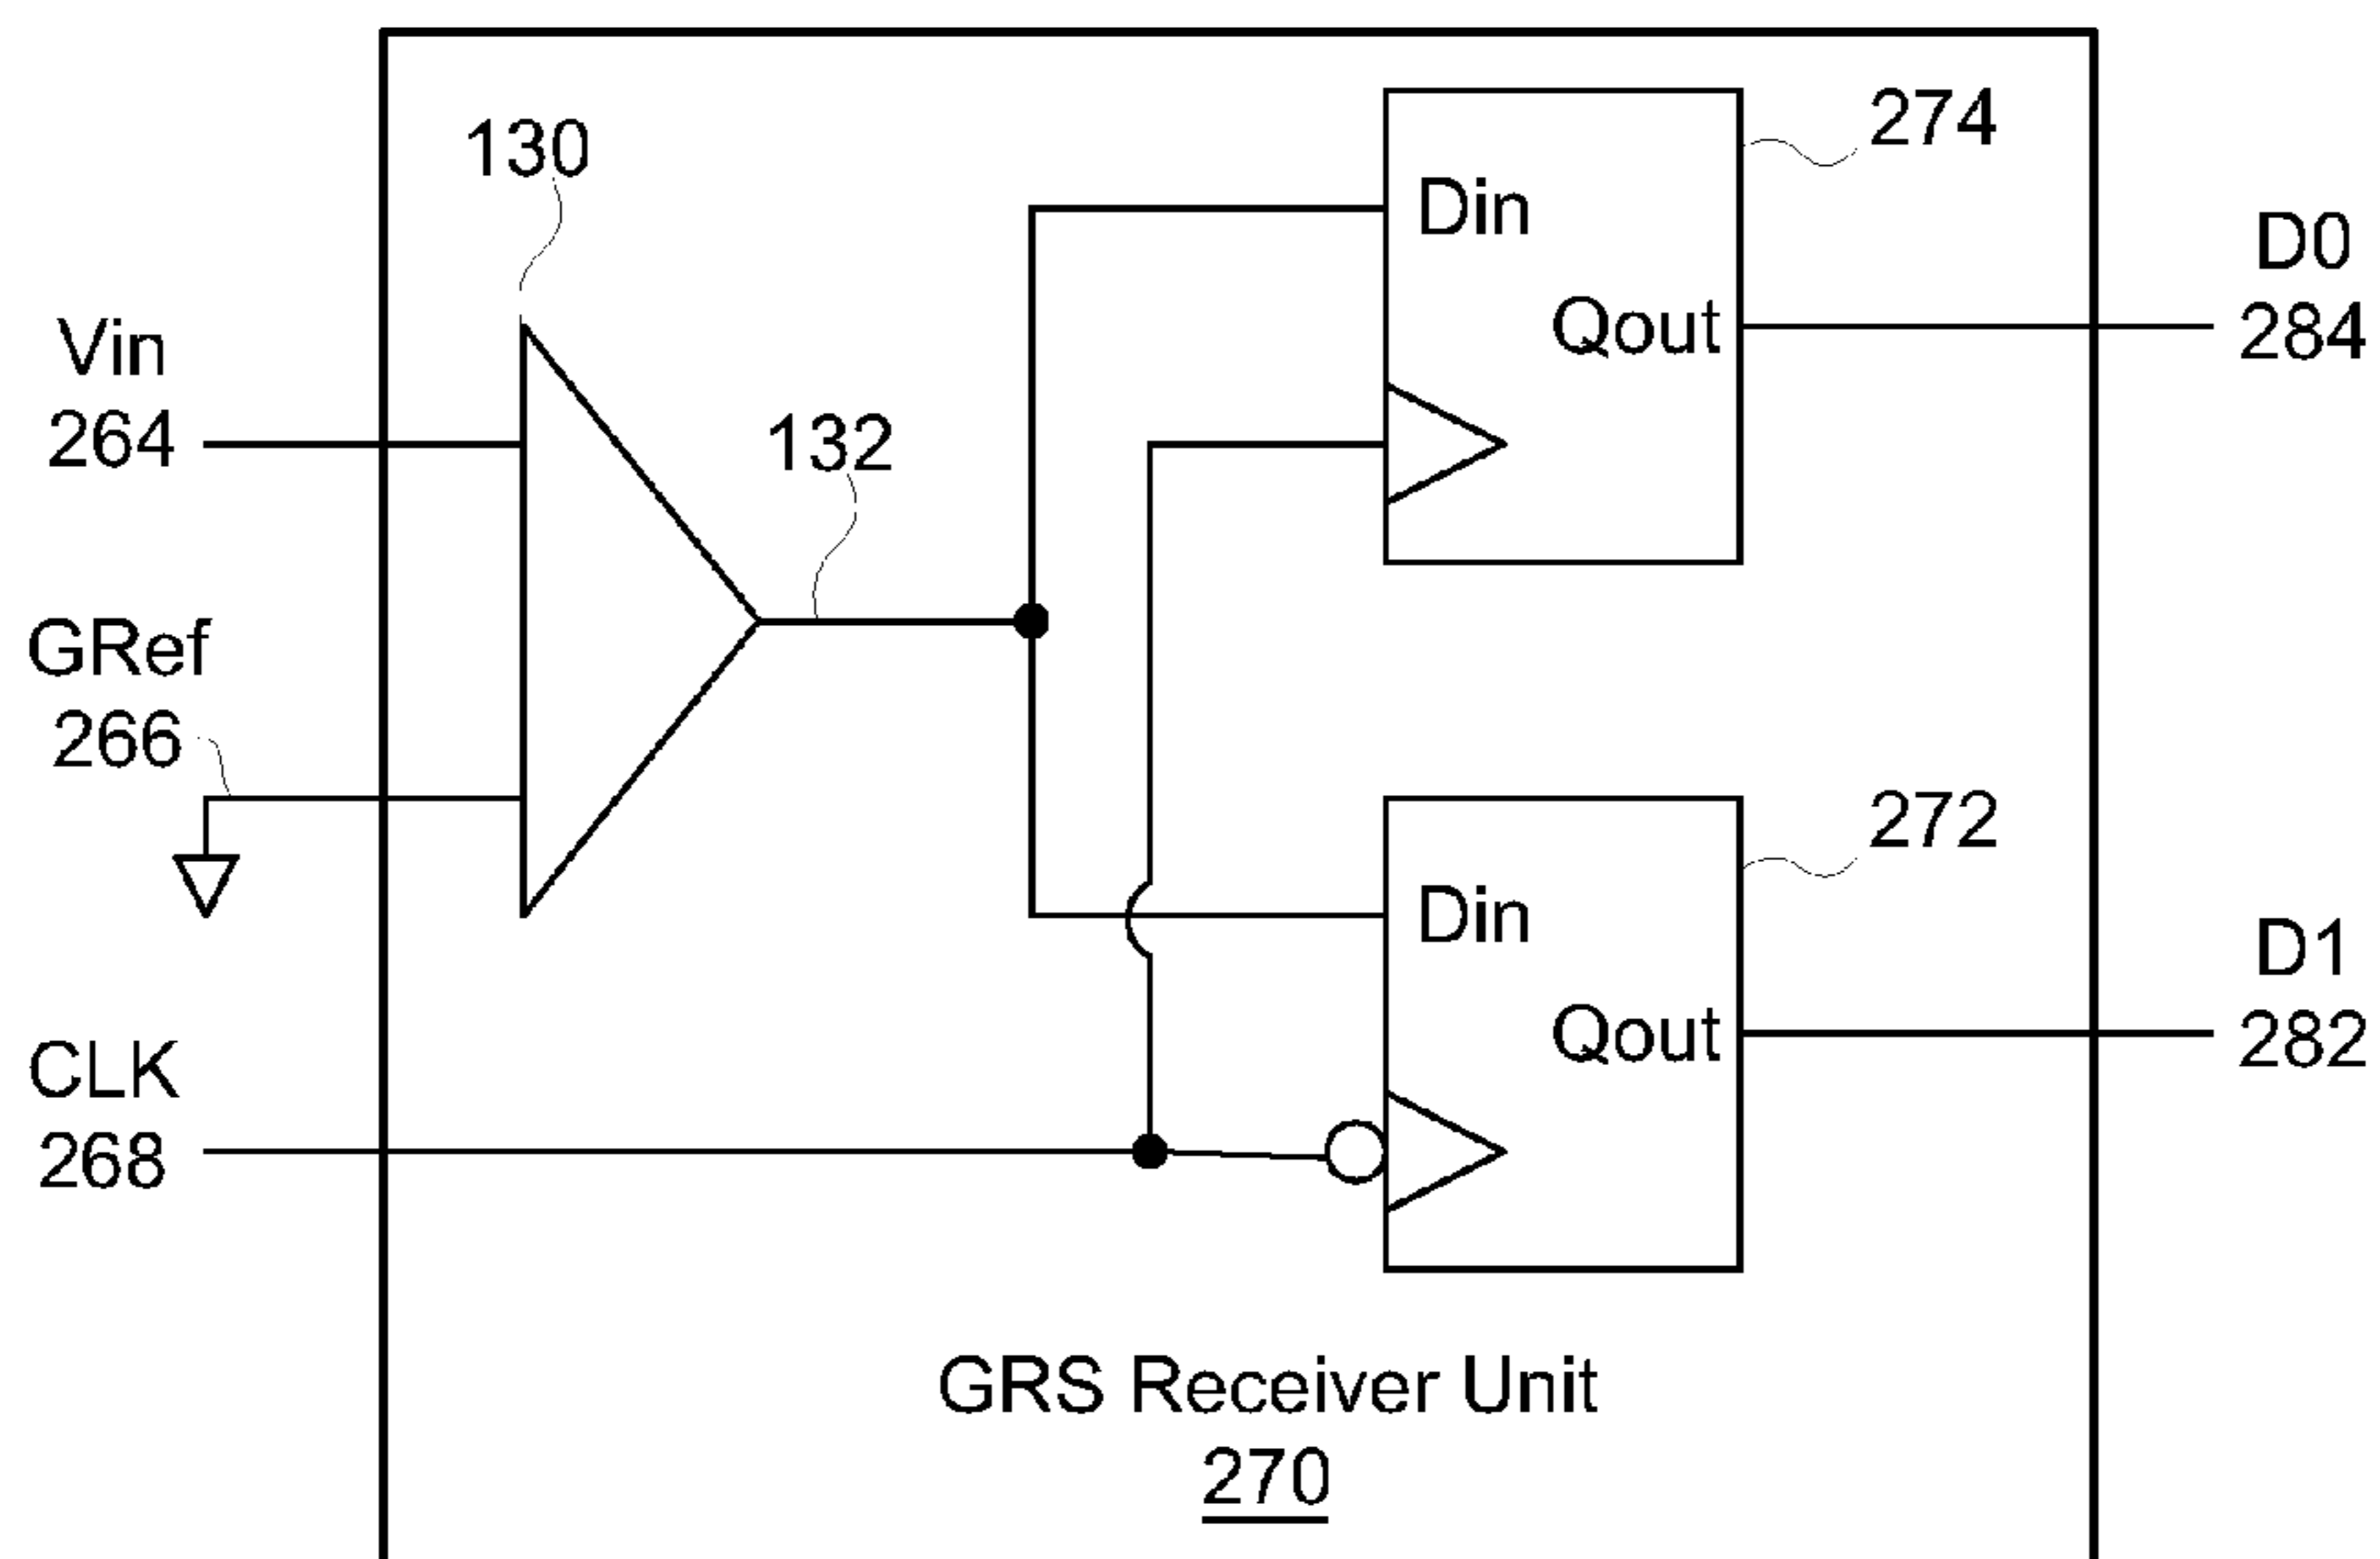 130
274
Din
D0
Qout
284
Vin
264
132
GRef
266
272
Din
D1
Qout
282
CLK
268
GRS Receiver Unit
270